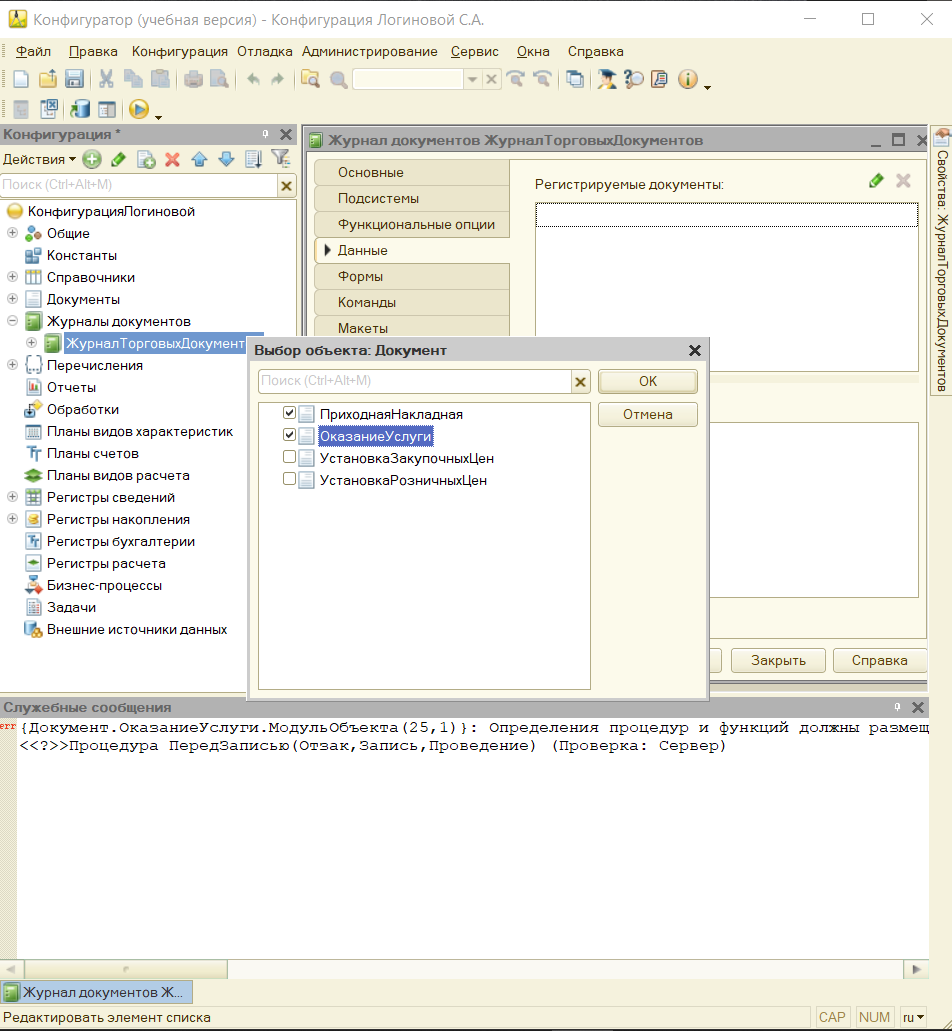 Конфигуратор (учебная версия) - Конфигурация Логиновой С.А.
Файл Правка Конфигурация Отладка Администрирование Сервис Окна Справка
Конфигурация *
Действия
Поиск (Ctrl+Alt+M)
КонфигурацияЛогиновой
Общие
Константы
Справочники
Документы
Журналы документов
ЖурналТорговыхДокумент
Перечисления
Отчеты
Обработки
Планы видов характеристик
Планы счетов
Планы видов расчета
Регистры сведений
Регистры накопления
Регистры бухгалтерии
Регистры расчета
Бизнес-процессы
Задачи
Внешние источники данных
Журнал документов ЖурналТорговыхДокументов
Основные
Подсистемы
Функциональные опции
Данные
Формы
Команды
Макеты
Регистрируемые документы:
Закрыть
Справка
Свойства: ЖурналТорговыхДокументов
Выбор объекта: Документ
Поиск (Ctrl+Alt+M)
OK
Отмена
ПриходнаяНакладная
ОказаниеУслуги
УстановкаЗакупочныхЦен
УстановкаРозничныхЦен
Служебные сообщения
err {Документ.ОказаниеУслуги.МодульОбъекта(25,1)}: Определения процедур и функций должны размещ
<<?>>Процедура ПередЗаписью(Отзак,Запись,Проведение) (Проверка: Сервер)
Журнал документов Ж...
Редактировать элемент списка
CAP NUM ru